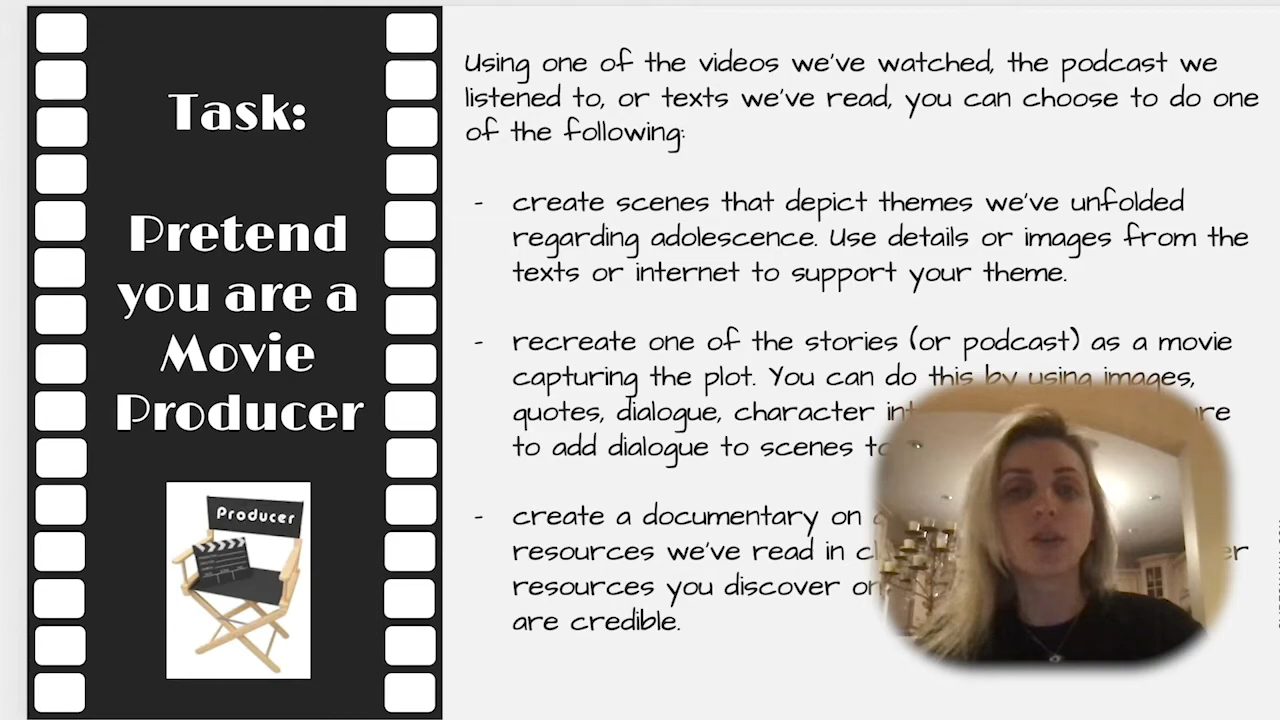 Task:
Pretend
you are a
Movie
Producer
Producer
Using one of the videos we've watched, the podcast we
listened to, or texts we've read, you can choose to do one
of the following:
- create scenes that depict themes we've unfolded
regarding adolescence. Use details or images from the
texts or internet to support your theme.
- recreate one of the stories (or podcast) as a movie
capturing the plot. You can do this by using images,
quotes, dialogue, character
to add dialogue to scenes
- create a documentary on
resources we've read in
resources you discover
are credible.